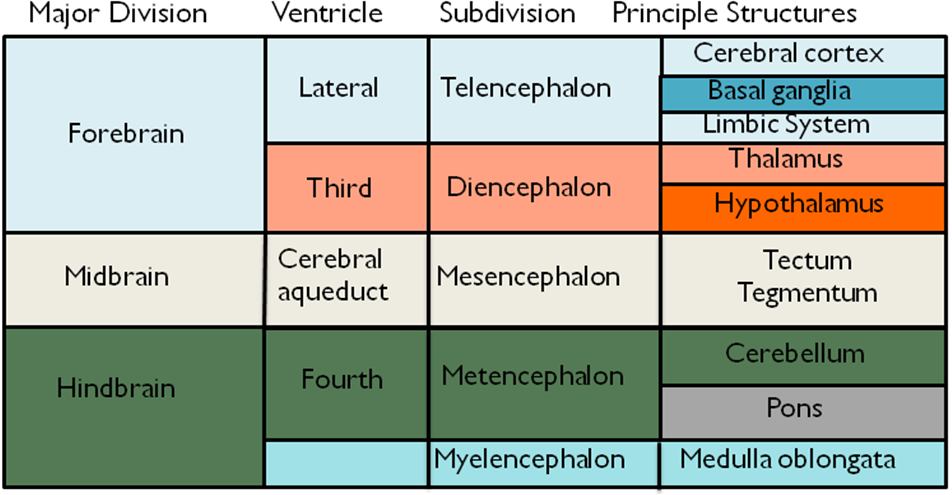 Major Division Ventricle Subdivision Principle Structures
Forebrain
Lateral
Telencephalon
Cerebral cortex
Basal ganglia
Limbic System
Third
Diencephalon
Thalamus
Hypothalamus
Midbrain
Cerebral
aqueduct
Mesencephalon
Tectum
Tegmentum
Hindbrain
Fourth
Metencephalon
Cerebellum
Pons
Myelencephalon
Medulla oblongata